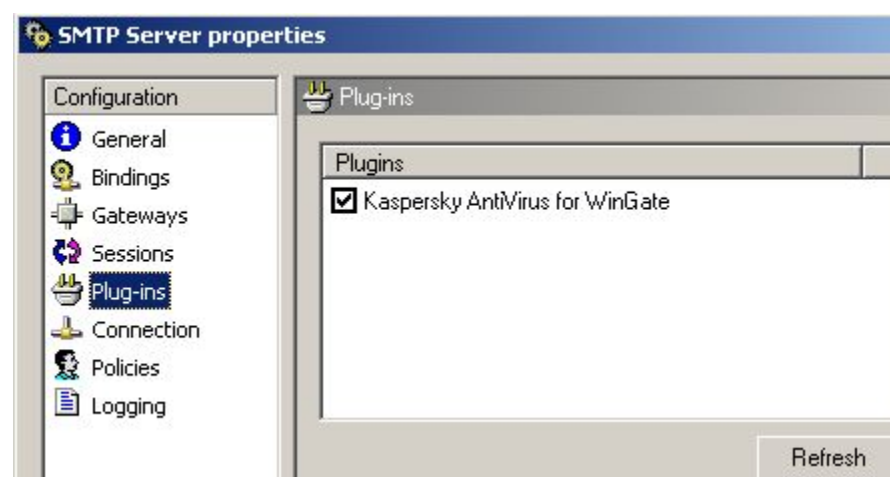 SMTP Server properties
Configuration
General
Bindings
Gateways
Sessions
Plug-ins
Connection
Policies
Logging
Plug-ins
Plugins
Kaspersky AntiVirus for WinGate
Refresh